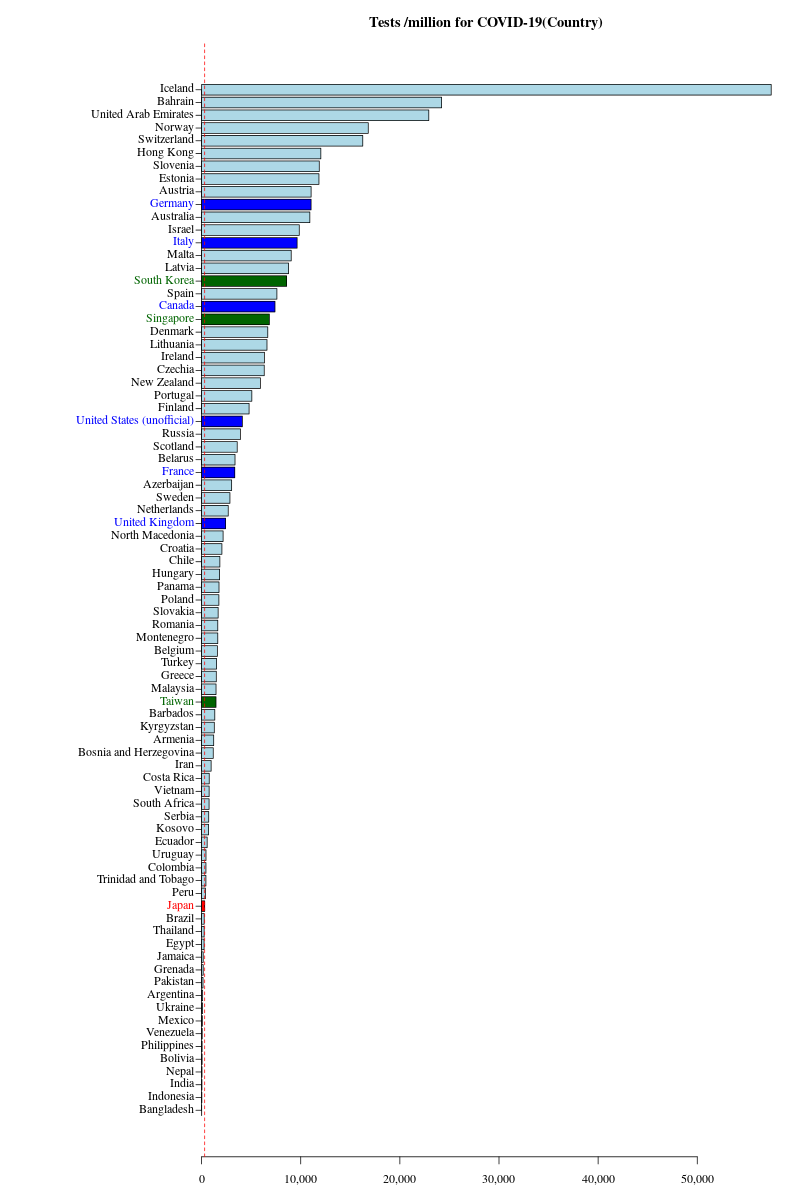 Tests /million for COVID-19(Country)
Iceland
Bahrain
United Arab Emirates
Norway
Switzerland
Hong Kong
Slovenia
Estonia
Austria
Germany
Australia
Israel
Italy
Malta
Latvia
South Korea
Spain
Canada
Singapore
Denmark
Lithuania
Ireland
Czechia
New Zealand
Portugal
Finland
United States (unofficial)
Russia
Scotland
Belarus
France
Azerbaijan
Sweden
Netherlands
United Kingdom
North Macedonia
Croatia
Chile
Hungary
Panama
Poland
Slovakia
Romania
Montenegro
Belgium
Turkey
Greece
Malaysia
Taiwan
Barbados
Kyrgyzstan
Armenia
Bosnia and Herzegovina
Iran
Costa Rica
Vietnam
South Africa
Serbia
Kosovo
Ecuador
Uruguay
Colombia
Trinidad and Tobago
Peru
Japan
Brazil
Thailand
Egypt
Jamaica
Grenada
Pakistan
Argentina
Ukraine
Mexico
Venezuela
Philippines
Bolivia
Nepal
India
Indonesia
Bangladesh
0 10,000 20,000 30,000 40,000 50,000